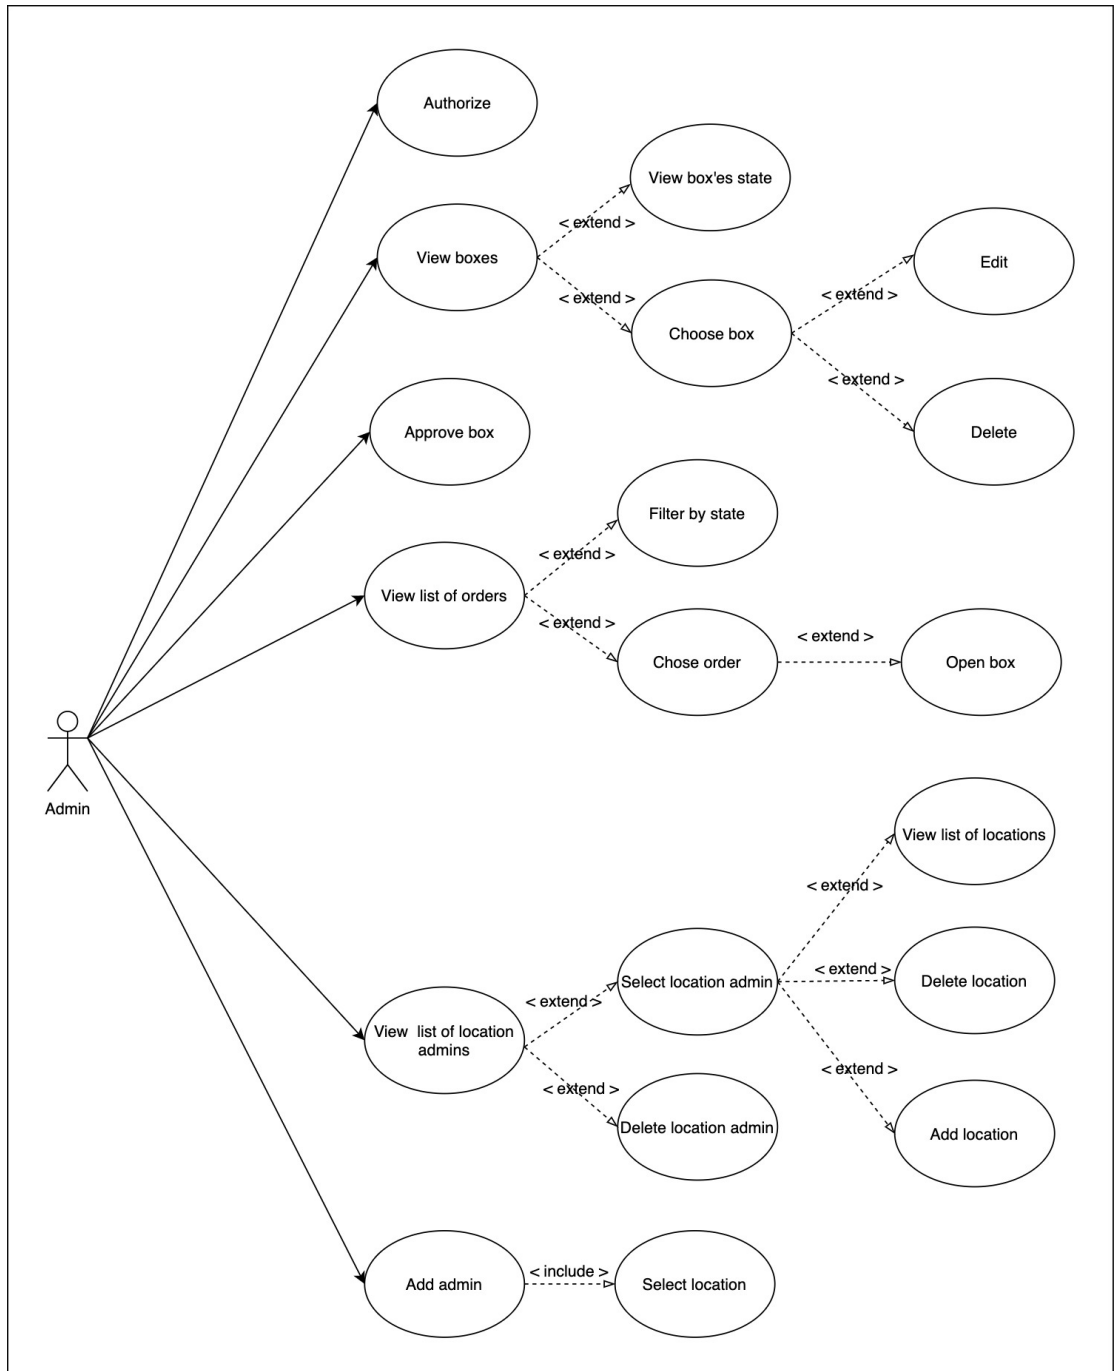 Authorize
View box'es state
< extend >
View boxes
Edit
< extend >
< extend >
Choose box
< extend >
Approve box
Delete
Filter by state
< extend >
View list of orders
< extend >
< extend >
Chose order
Open box
Admin
View list of locations
< extend >
Select location admin
< extend >
Delete location
< extend >
View list of location
admins
< extend >
< extend >
Delete location admin
Add location
< include >
Add admin
Select location